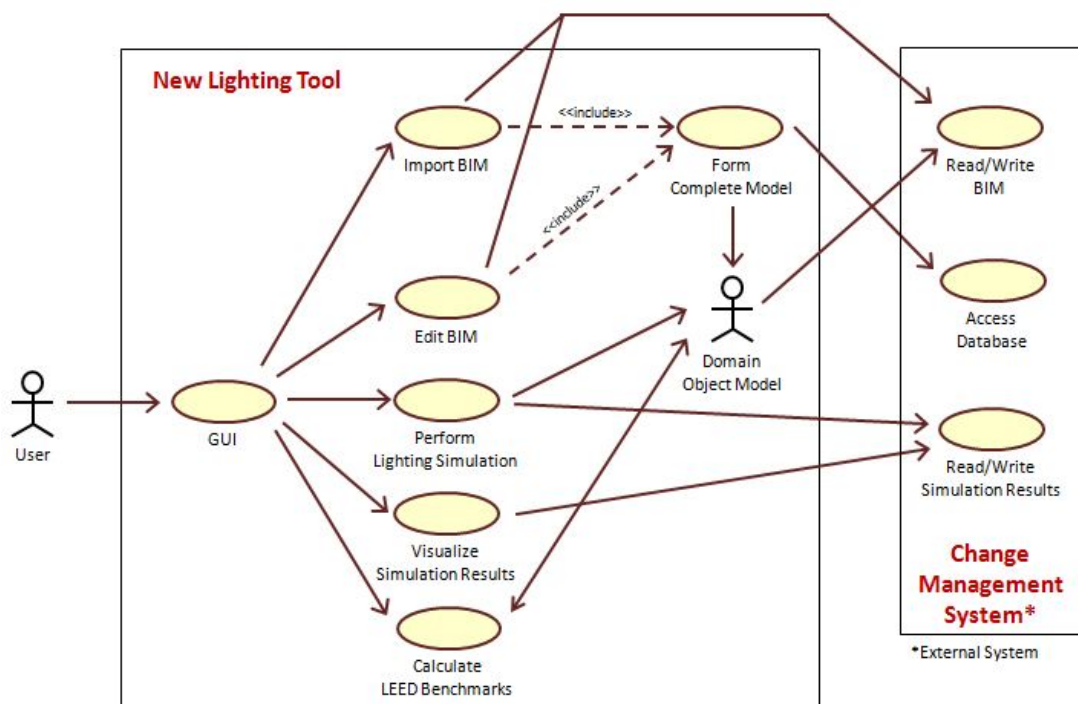 New Lighting Tool
<<include>>
Import BIM
Form
Complete Model
Read/Write
BIM
<<include>>
Edit BIM
Access
Database
Domain
Object Model
User
GUI
Perform
Lighting Simulation
Read/Write
Simulation Results
Visualize
Simulation Results
Change
Management
System*
Calculate
LEED Benchmarks
*External System